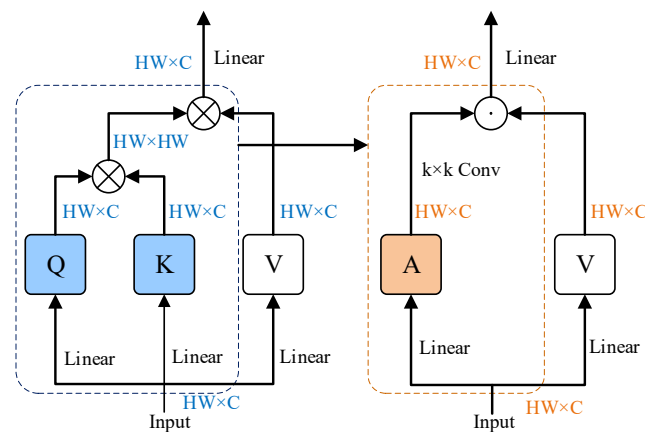 HW×C Linear
HW×C Linear
HW×HW
k×k Conv
HW×C HW×C HW×C
HW×C HW×C
Q K V
A V
Linear Linear Linear
Linear Linear
HW×C
HW×C
Input
Input